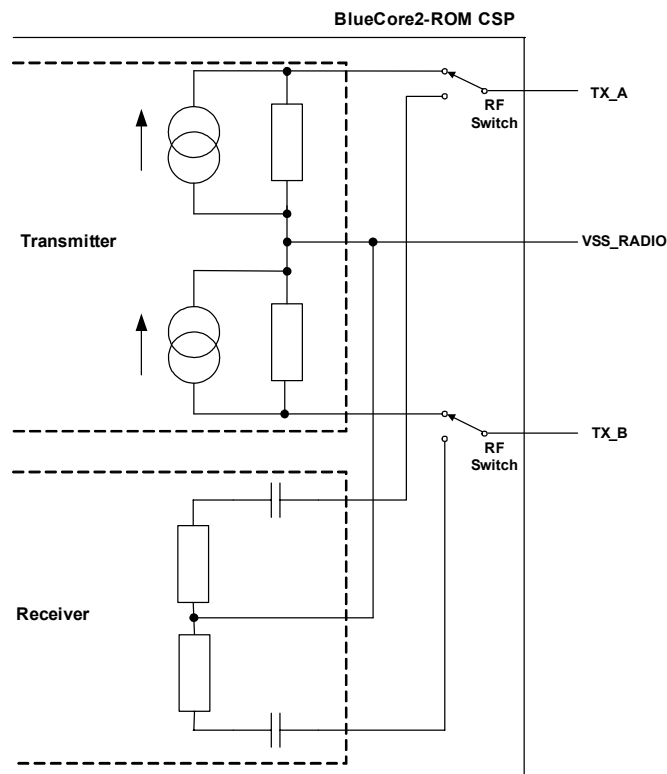 BlueCore2-ROM CSP
TX_A
RF
Switch
Transmitter
VSS_RADIO
TX_B
RF
Switch
Receiver